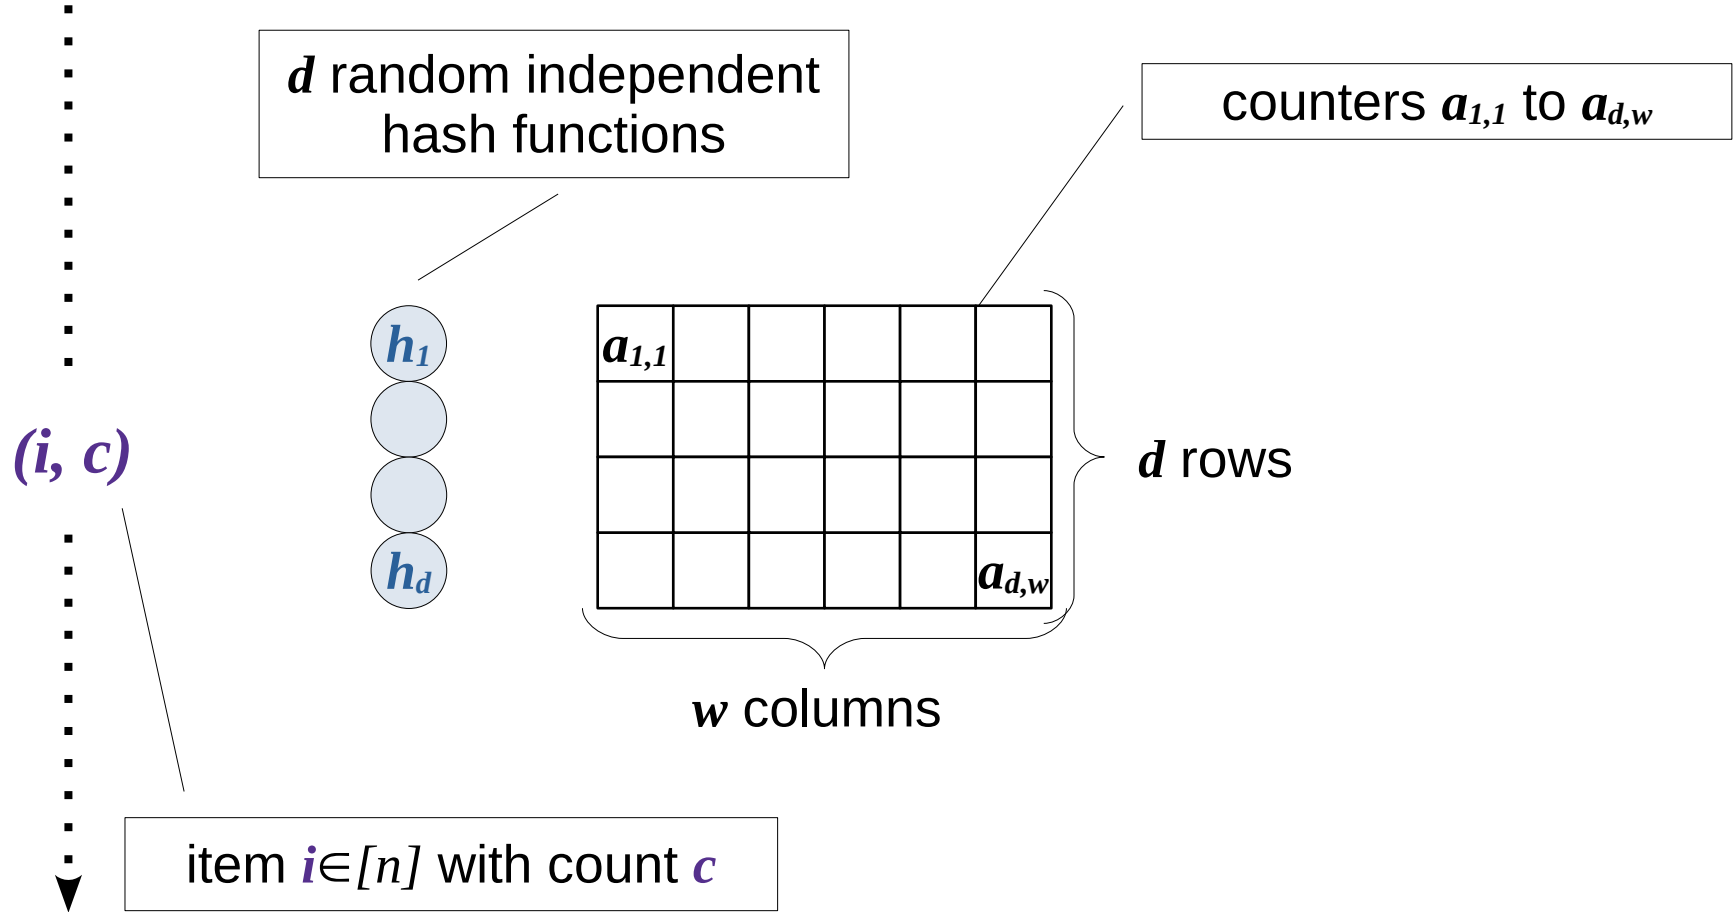 d random independent
hash functions
counters a1,1 to ad,w
h1
a1,1
(i, c)
d rows
hd
ad,w
w columns
item i∈[n] with count c